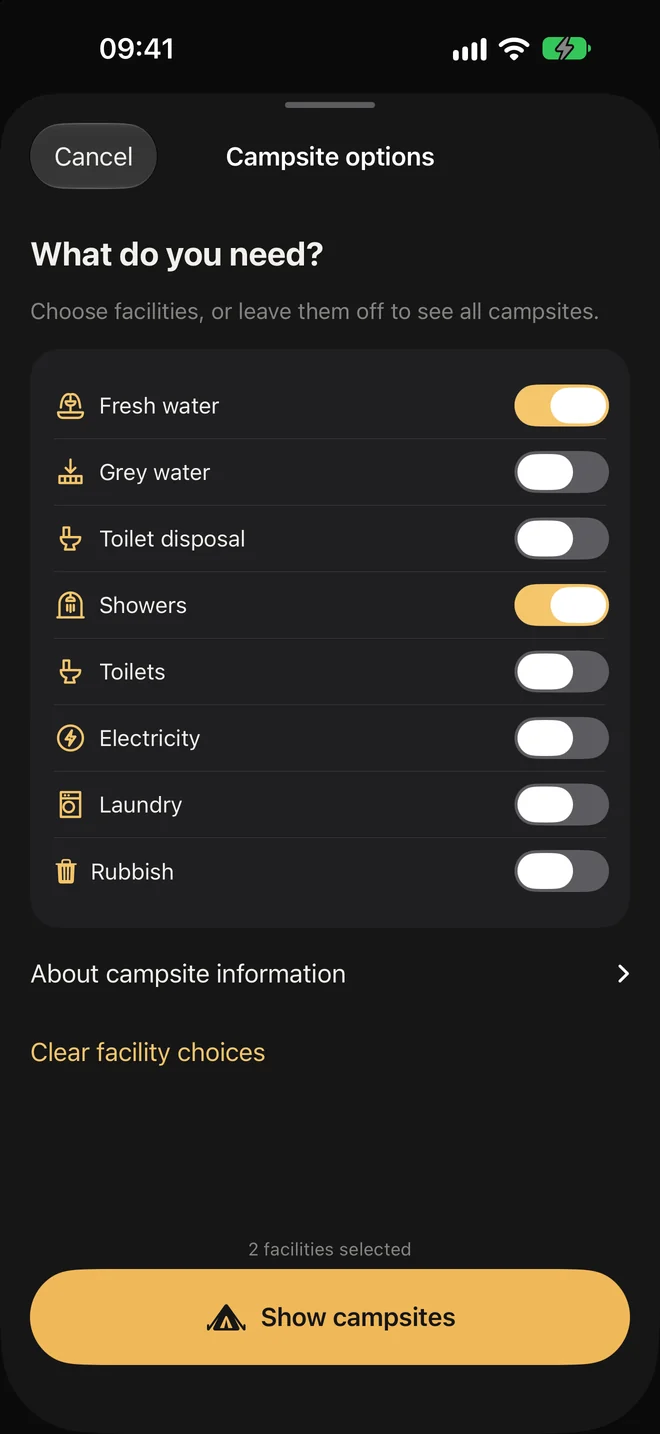 09:41
Cancel
Campsite options
What do you need?
Choose facilities, or leave them off to see all campsites.
Fresh water
Grey water
Toilet disposal
Showers
Toilets
Electricity
Laundry
Rubbish
About campsite information
Clear facility choices
2 facilities selected
Show campsites